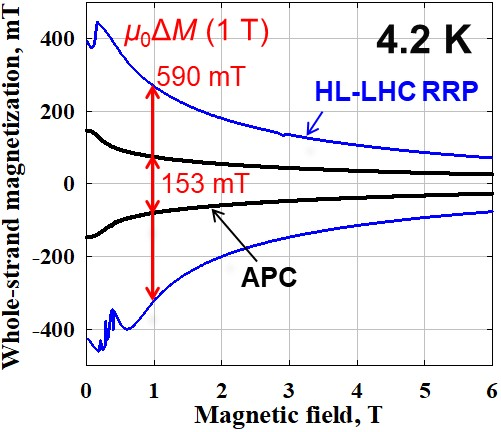 Whole-strand magnetization, mT
400
200
0
-200
-400
μ0ΔM (1 T)
590 mT
4.2 K
HL-LHC RRP
153 mT
APC
0 1 2 3 4 5 6
Magnetic field, T